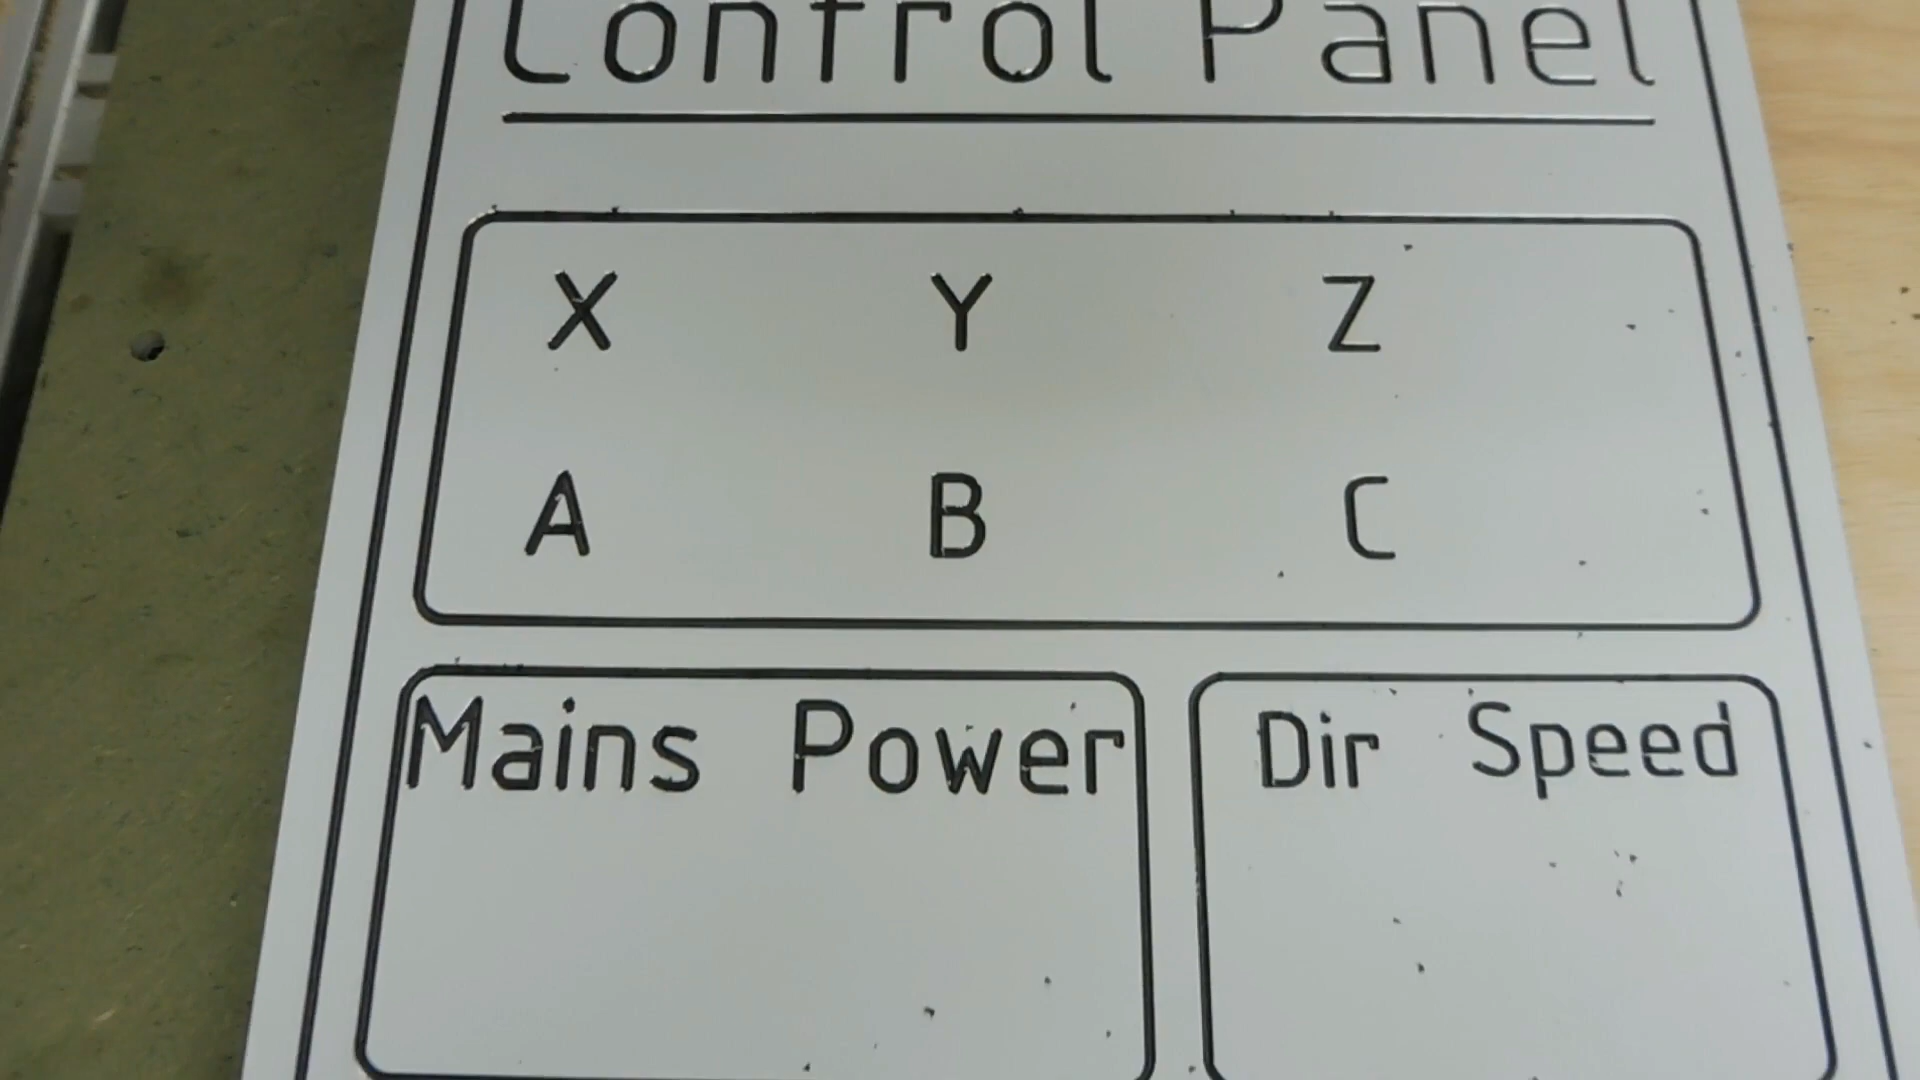 Control Panel
X Y Z
A B C
Mains Power
Dir Speed